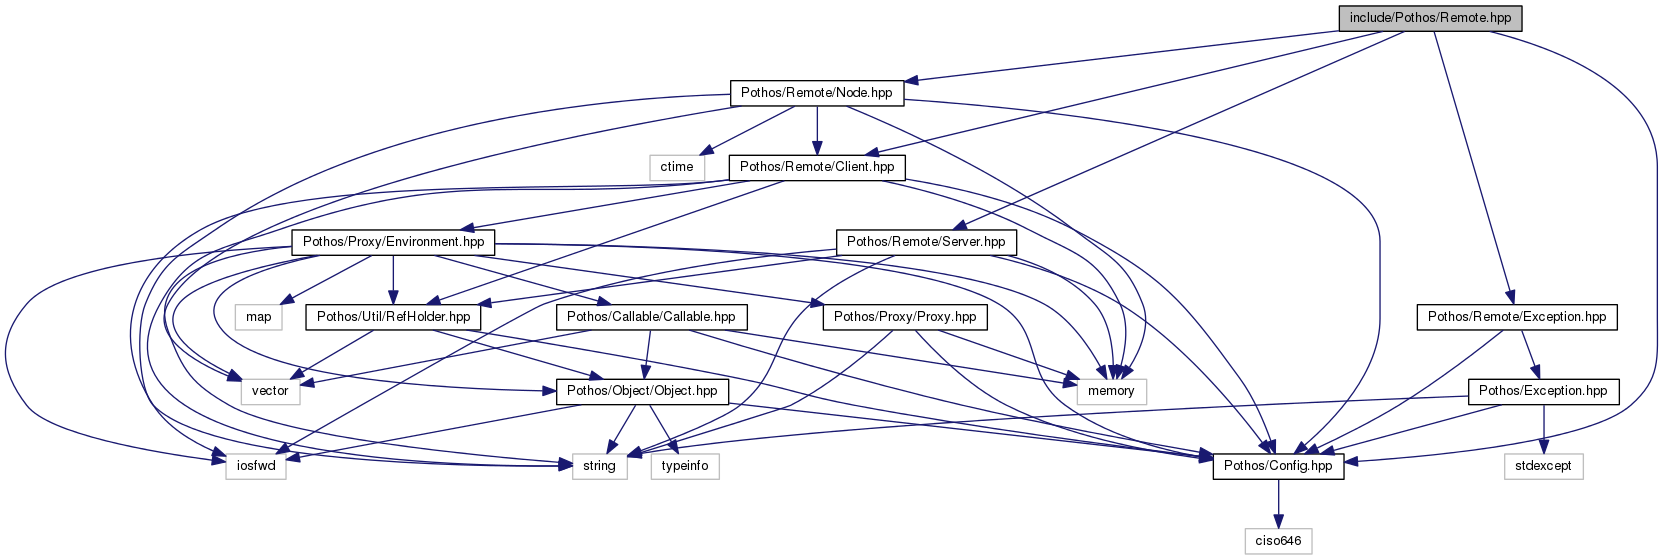 include/Pothos/Remote.hpp
Pothos/Remote/Node.hpp
ctime
Pothos/Remote/Client.hpp
Pothos/Proxy/Environment.hpp
Pothos/Remote/Server.hpp
map
Pothos/Util/RefHolder.hpp
Pothos/Callable/Callable.hpp
Pothos/Proxy/Proxy.hpp
Pothos/Remote/Exception.hpp
vector
Pothos/Object/Object.hpp
memory
Pothos/Exception.hpp
iosfwd
string
typeinfo
Pothos/Config.hpp
stdexcept
ciso646